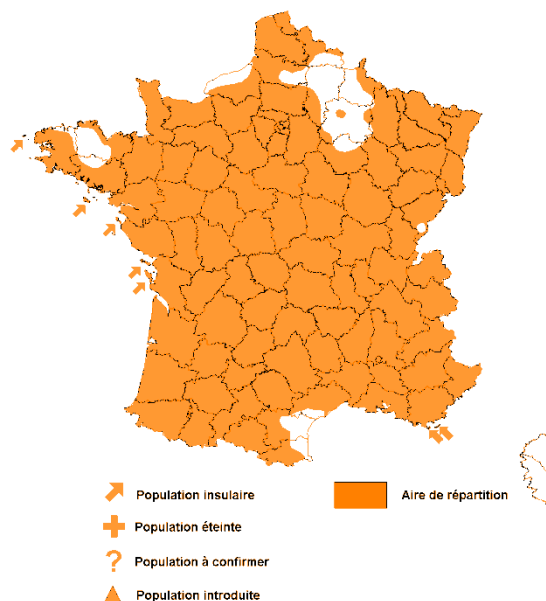 Population insulaire
Aire de répartition
Population éteinte
? Population à confirmer
Population introduite